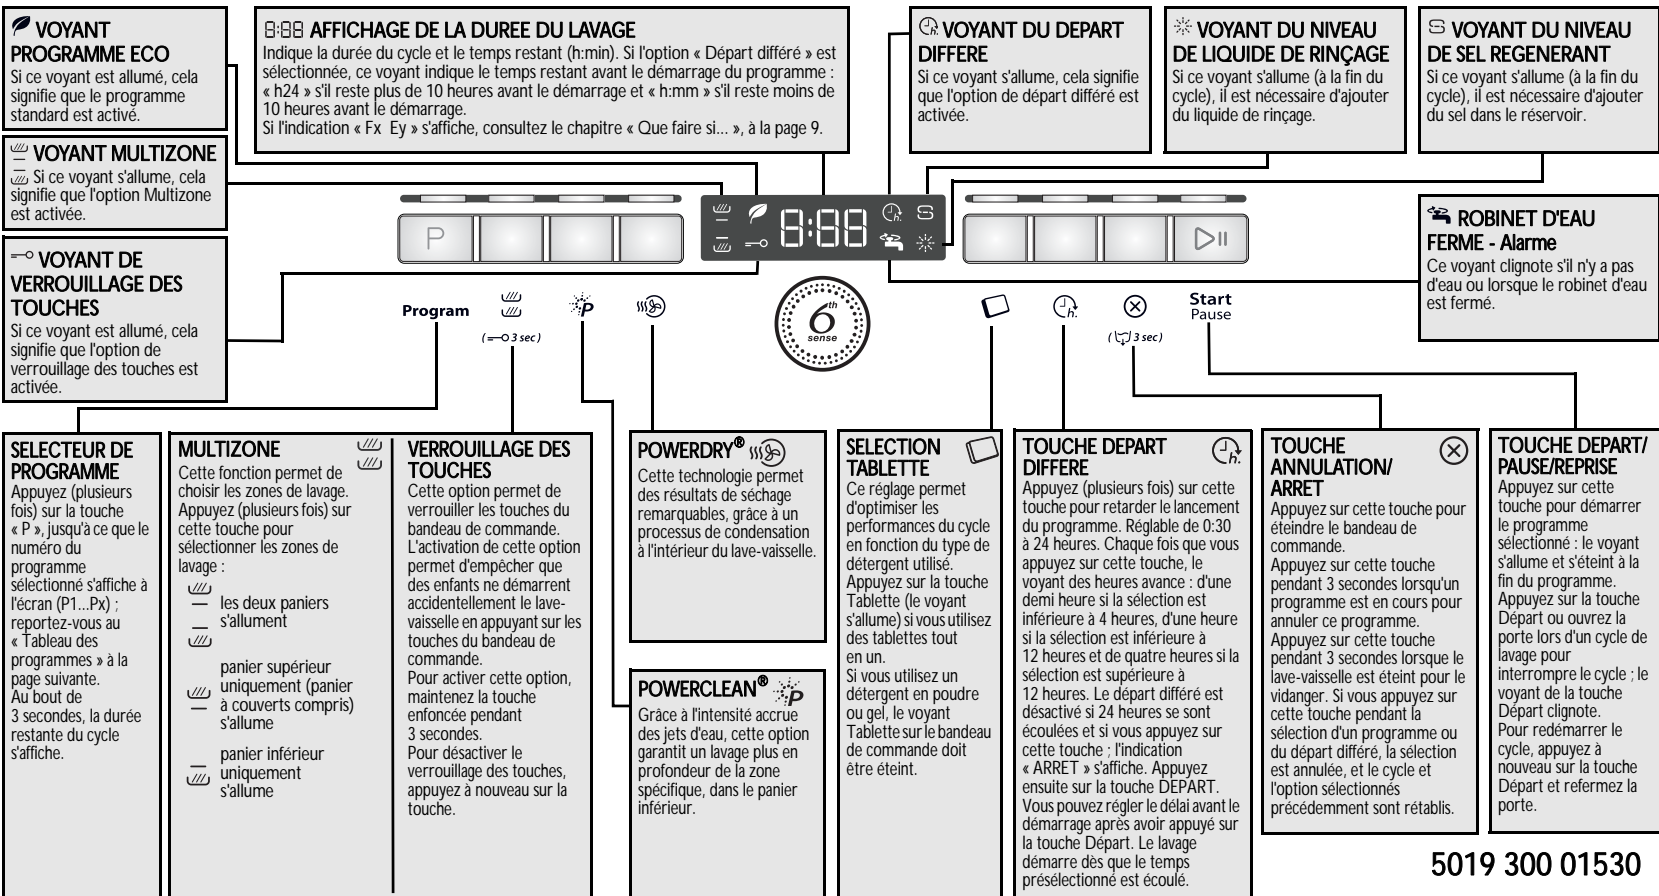 VOYANT
PROGRAMME ECO
Si ce voyant est allumé, cela
signifie que le programme
standard est activé.
8:88 AFFICHAGE DE LA DUREE DU LAVAGE
Indique la durée du cycle et le temps restant (h:min). Si l'option « Départ différé » est
sélectionnée, ce voyant indique le temps restant avant le démarrage du programme :
« h24 » s'il reste plus de 10 heures avant le démarrage et « h:mm » s'il reste moins de
10 heures avant le démarrage.
Si l'indication « Fx Ey » s'affiche, consultez le chapitre « Que faire si... », à la page 9.
VOYANT DU DEPART
DIFFERE
Si ce voyant s'allume, cela signifie
que l'option de départ différé est
activée.
VOYANT DU NIVEAU
DE LIQUIDE DE RINÇAGE
Si ce voyant s'allume (à la fin du
cycle), il est nécessaire d'ajouter
du liquide de rinçage.
VOYANT DU NIVEAU
DE SEL REGENERANT
Si ce voyant s'allume (à la fin du
cycle), il est nécessaire d'ajouter
du sel dans le réservoir.
VOYANT MULTIZONE
Si ce voyant s'allume, cela
signifie que l'option Multizone
est activée.
VOYANT DE
VERROUILLAGE DES
TOUCHES
Si ce voyant est allumé, cela
signifie que l'option de
verrouillage des touches est
activée.
ROBINET D'EAU
FERME - Alarme
Ce voyant clignote s'il n'y a pas
d'eau ou lorsque le robinet d'eau
est fermé.
P
8:88
h.
Program
(3 sec)
P
6th
sense
h.
(3 sec)
Start
Pause
SELECTEUR DE
PROGRAMME
Appuyez (plusieurs
fois) sur la touche
« P », jusqu'à ce que le
numéro du
programme
sélectionné s'affiche à
l'écran (P1...Px) ;
reportez-vous au
« Tableau des
programmes » à la
page suivante.
Au bout de
3 secondes, la durée
restante du cycle
s'affiche.
MULTIZONE
Cette fonction permet de
choisir les zones de lavage.
Appuyez (plusieurs fois) sur
cette touche pour
sélectionner les zones de
lavage :
les deux paniers
s'allument
panier supérieur
uniquement (panier
à couverts compris)
s'allume
panier inférieur
uniquement
s'allume
VERROUILLAGE DES
TOUCHES
Cette option permet de
verrouiller les touches du
bandeau de commande.
L'activation de cette option
permet d'empêcher que
des enfants ne démarrent
accidentellement le lave-
vaisselle en appuyant sur les
touches du bandeau de
commande.
Pour activer cette option,
maintenez la touche
enfoncée pendant
3 secondes.
Pour désactiver le
verrouillage des touches,
appuyez à nouveau sur la
touche.
POWERDRY®
Cette technologie permet
des résultats de séchage
remarquables, grâce à un
processus de condensation
à l'intérieur du lave-vaisselle.
POWERCLEAN® P
Grâce à l'intensité accrue
des jets d'eau, cette option
garantit un lavage plus en
profondeur de la zone
spécifique, dans le panier
inférieur.
SELECTION
TABLETTE
Ce réglage permet
d'optimiser les
performances du cycle
en fonction du type de
détergent utilisé.
Appuyez sur la touche
Tablette (le voyant
s'allume) si vous utilisez
des tablettes tout
en un.
Si vous utilisez un
détergent en poudre
ou gel, le voyant
Tablette sur le bandeau
de commande doit
être éteint.
TOUCHE DEPART
DIFFERE
h.
Appuyez (plusieurs fois) sur cette
touche pour retarder le lancement
du programme. Réglable de 0:30
à 24 heures. Chaque fois que vous
appuyez sur cette touche, le
voyant des heures avance : d'une
demi heure si la sélection est
inférieure à 4 heures, d'une heure
si la sélection est inférieure à
12 heures et de quatre heures si la
sélection est supérieure à
12 heures. Le départ différé est
désactivé si 24 heures se sont
écoulées et si vous appuyez sur
cette touche ; l'indication
« ARRET » s'affiche. Appuyez
ensuite sur la touche DEPART.
Vous pouvez régler le délai avant le
démarrage après avoir appuyé sur
la touche Départ. Le lavage
démarre dès que le temps
présélectionné est écoulé.
TOUCHE
ANNULATION/
ARRET
Appuyez sur cette touche pour
éteindre le bandeau de
commande.
Appuyez sur cette touche
pendant 3 secondes lorsqu'un
programme est en cours pour
annuler ce programme.
Appuyez sur cette touche
pendant 3 secondes lorsque le
lave-vaisselle est éteint pour le
vidanger. Si vous appuyez sur
cette touche pendant la
sélection d'un programme ou
du départ différé, la sélection
est annulée, et le cycle et
l'option sélectionnés
précédemment sont rétablis.
TOUCHE DEPART/
PAUSE/REPRISE
Appuyez sur cette
touche pour démarrer
le programme
sélectionné : le voyant
s'allume et s'éteint à la
fin du programme.
Appuyez sur la touche
Départ ou ouvrez la
porte lors d'un cycle de
lavage pour
interrompre le cycle ; le
voyant de la touche
Départ clignote.
Pour redémarrer le
cycle, appuyez à
nouveau sur la touche
Départ et refermez la
porte.
5019 300 01530